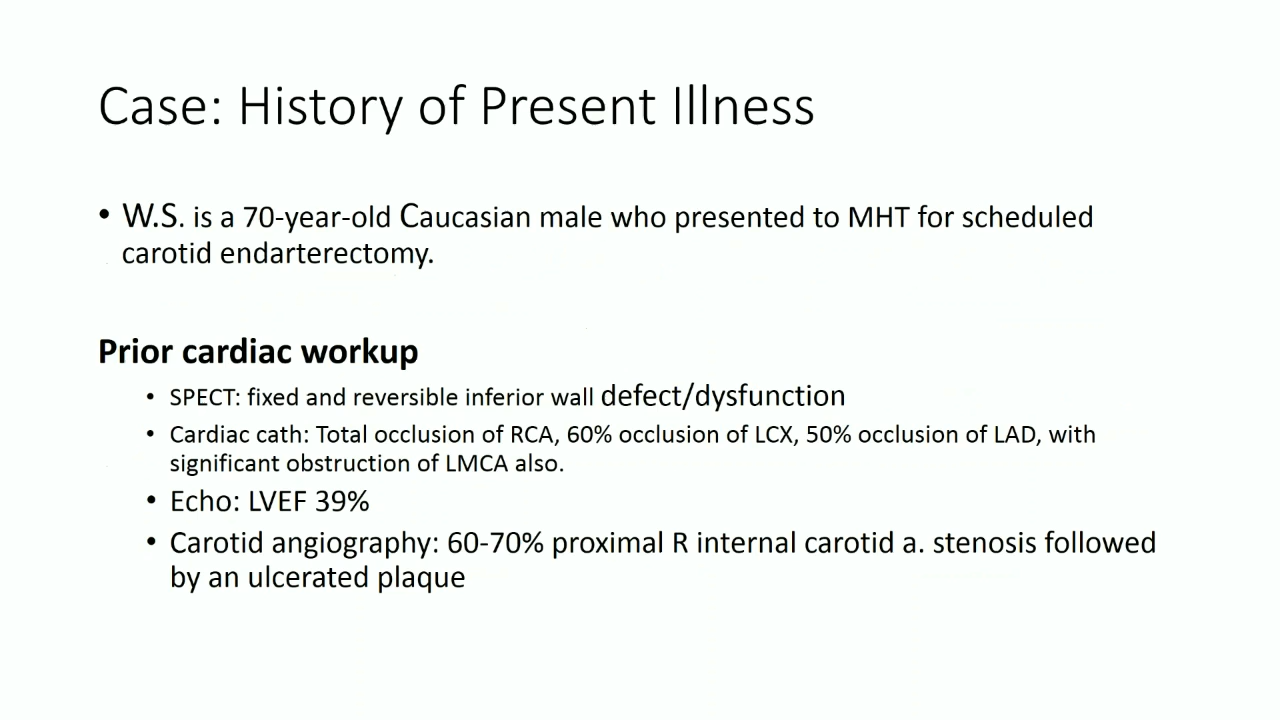 Case: History of Present Illness
• W.S. is a 70-year-old Caucasian male who presented to MHT for scheduled
carotid endarterectomy.
Prior cardiac workup
• SPECT: fixed and reversible inferior wall defect/dysfunction
• Cardiac cath: Total occlusion of RCA, 60% occlusion of LCX, 50% occlusion of LAD, with
significant obstruction of LMCA also.
• Echo: LVEF 39%
• Carotid angiography: 60-70% proximal R internal carotid a. stenosis followed
by an ulcerated plaque